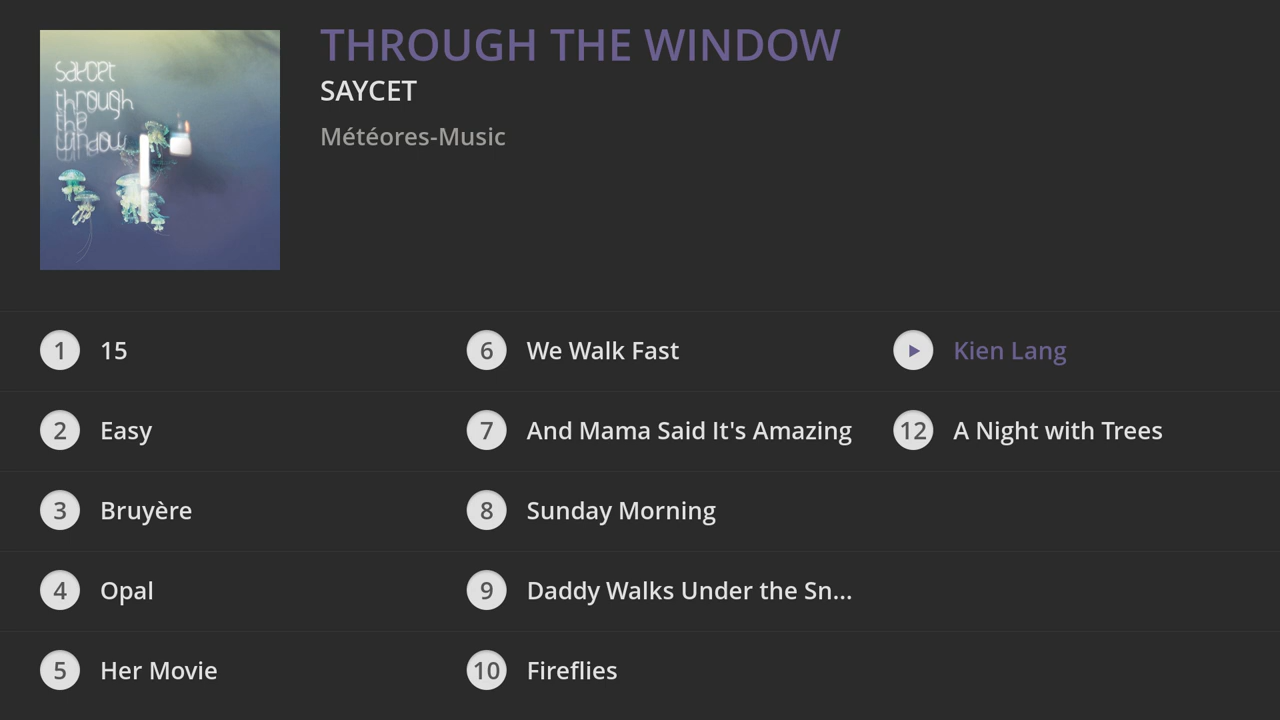 saycet
through
the
window
THROUGH THE WINDOW
SAYCET
Météores-Music
1 15
2 Easy
3 Bruyère
4 Opal
5 Her Movie
6 We Walk Fast
7 And Mama Said It's Amazing
8 Sunday Morning
9 Daddy Walks Under the Sn...
10 Fireflies
Kien Lang
12 A Night with Trees